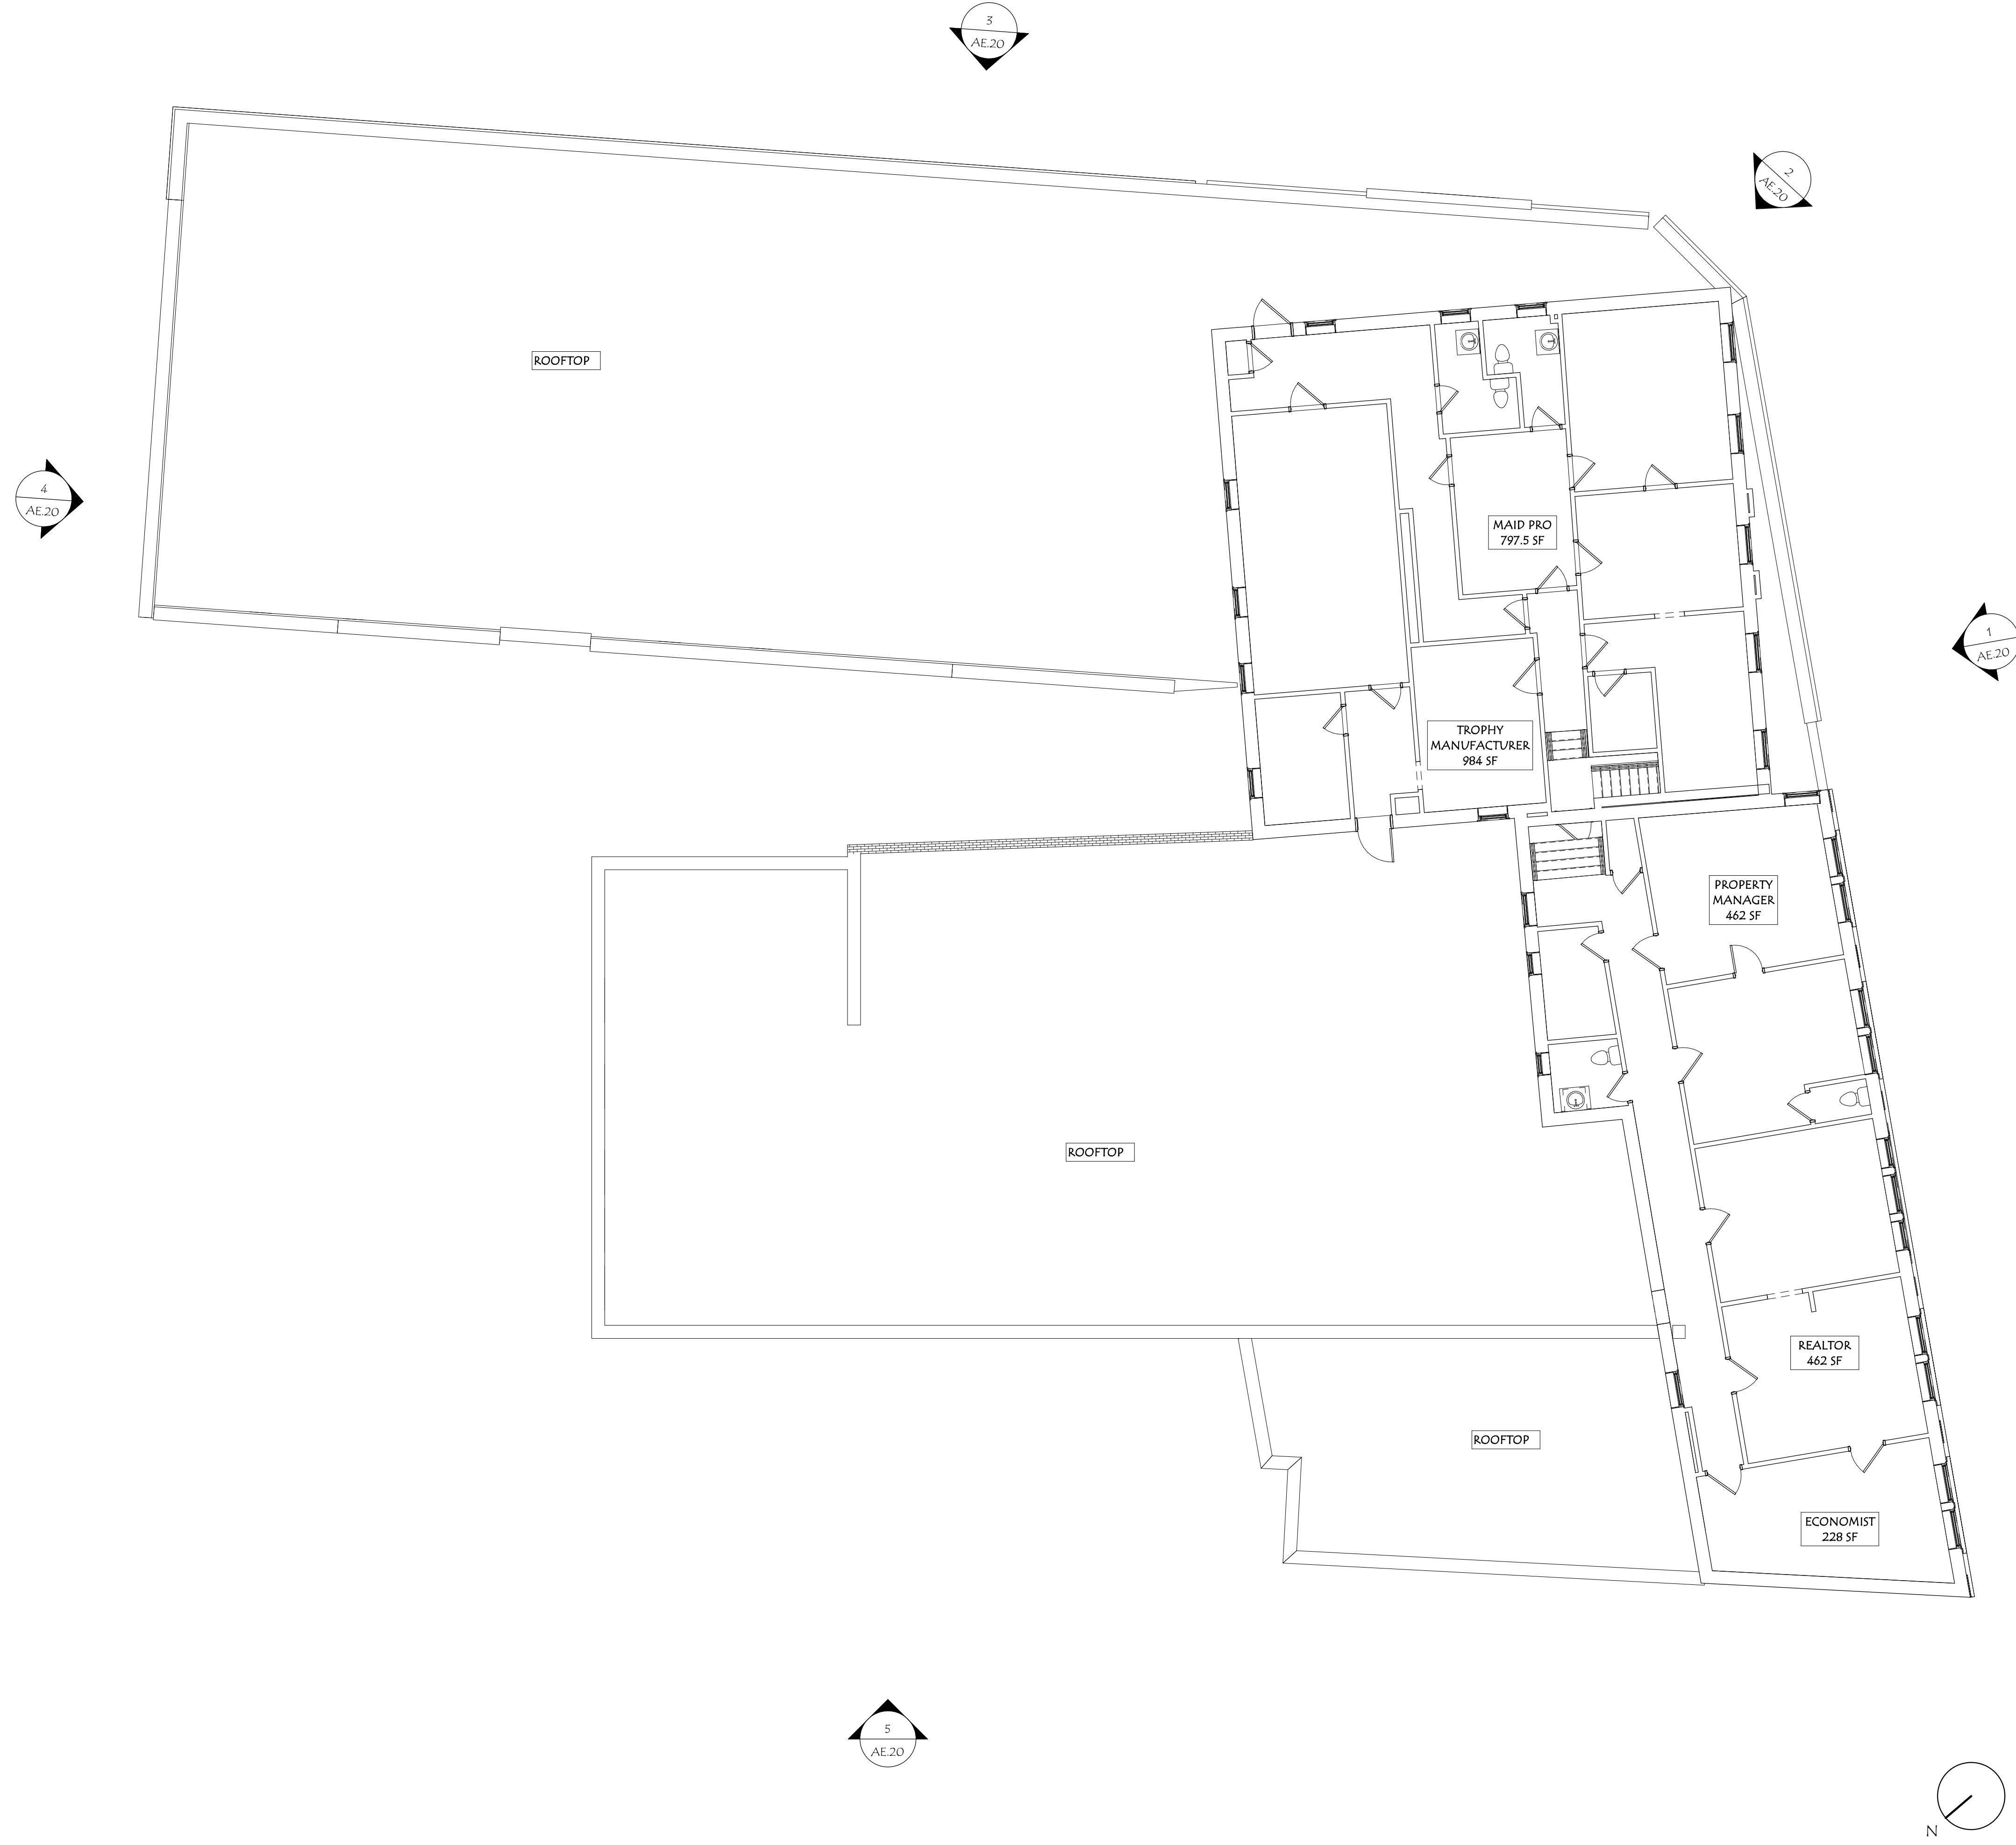 3
AE.20
2
AE.20
ROOFTOP
4
AE.20
MAID PRO
797.5 SF
1
AE.20
TROPHY
MANUFACTURER
984 SF
PROPERTY
MANAGER
462 SF
ROOFTOP
REALTOR
462 SF
ROOFTOP
ECONOMIST
228 SF
5
AE.20
N